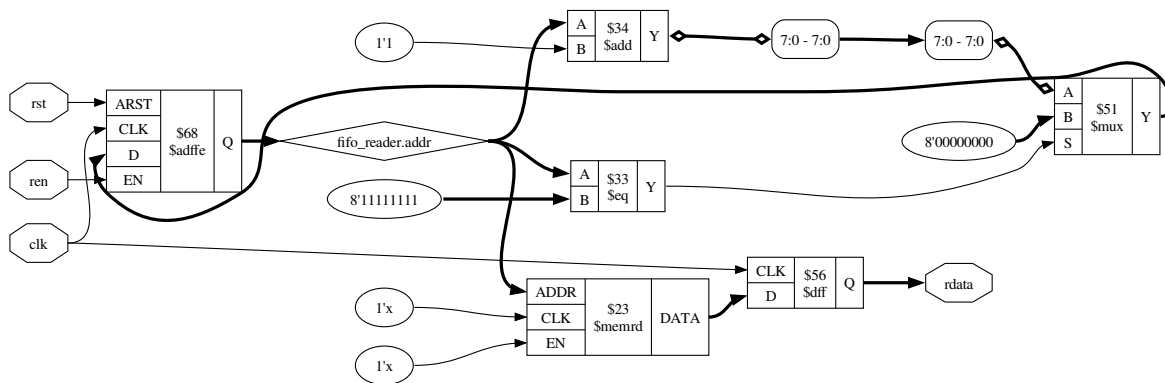 rst
ren
clk
ARST
CLK
D
EN
$68
$adffe
Q
fifo_reader.addr
1'1
A
B
$34
$add
Y
7:0 - 7:0
7:0 - 7:0
A
B
S
$51
$mux
Y
8'00000000
8'11111111
A
B
$33
$eq
Y
1'x
1'x
ADDR
CLK
EN
$23
$memrd
DATA
CLK
D
$56
$dff
Q
rdata